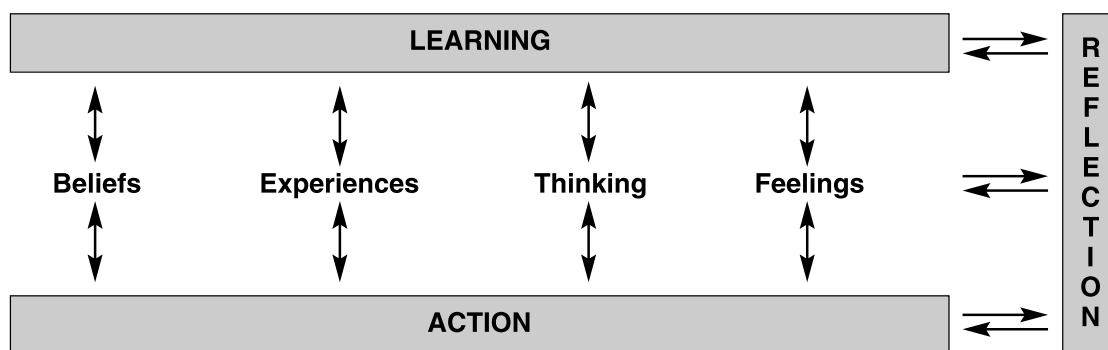 LEARNING
Beliefs Experiences Thinking Feelings
ACTION
REFLECTION